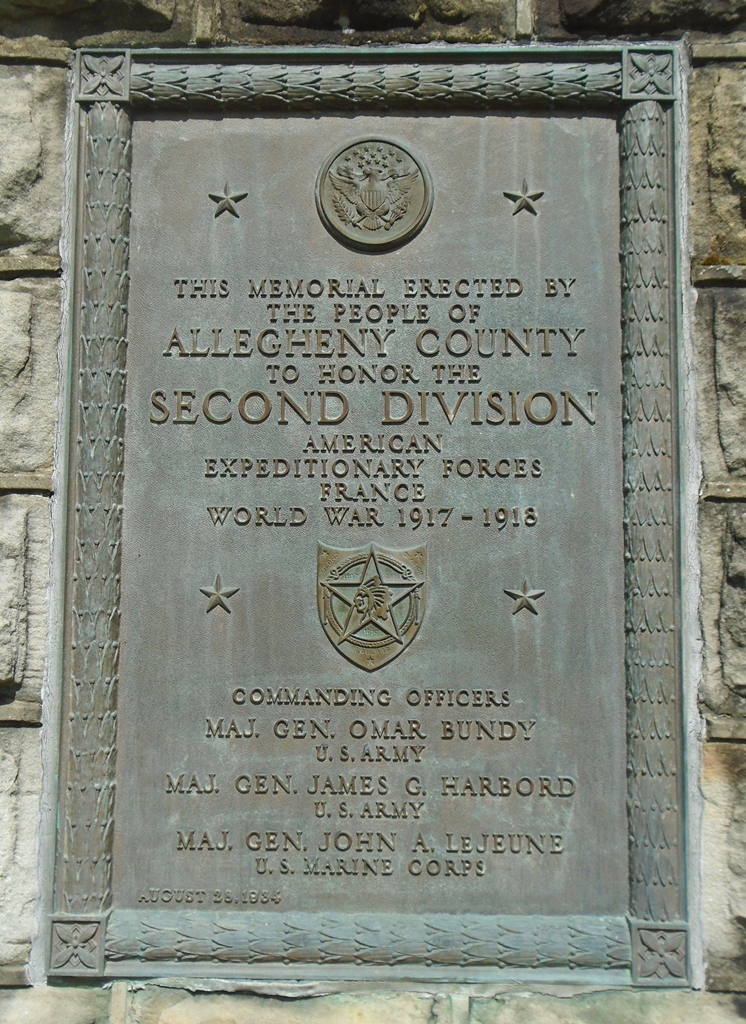 THIS MEMORIAL ERECTED BY
THE PEOPLE OF
ALLEGHENY COUNTY
TO HONOR THE
SECOND DIVISION
AMERICAN
EXPEDITIONARY FORCES
FRANCE
WORLD WAR 1917-1918
COMMANDING OFFICERS
MAJ. GEN. OMAR BUNDY
U.S. ARMY
MAJ. GEN. JAMES G. HARBORD
U.S. ARMY
MAJ. GEN. JOHN A. LEJEUNE
U.S. MARINE CORPS
AUGUST 28, 1934